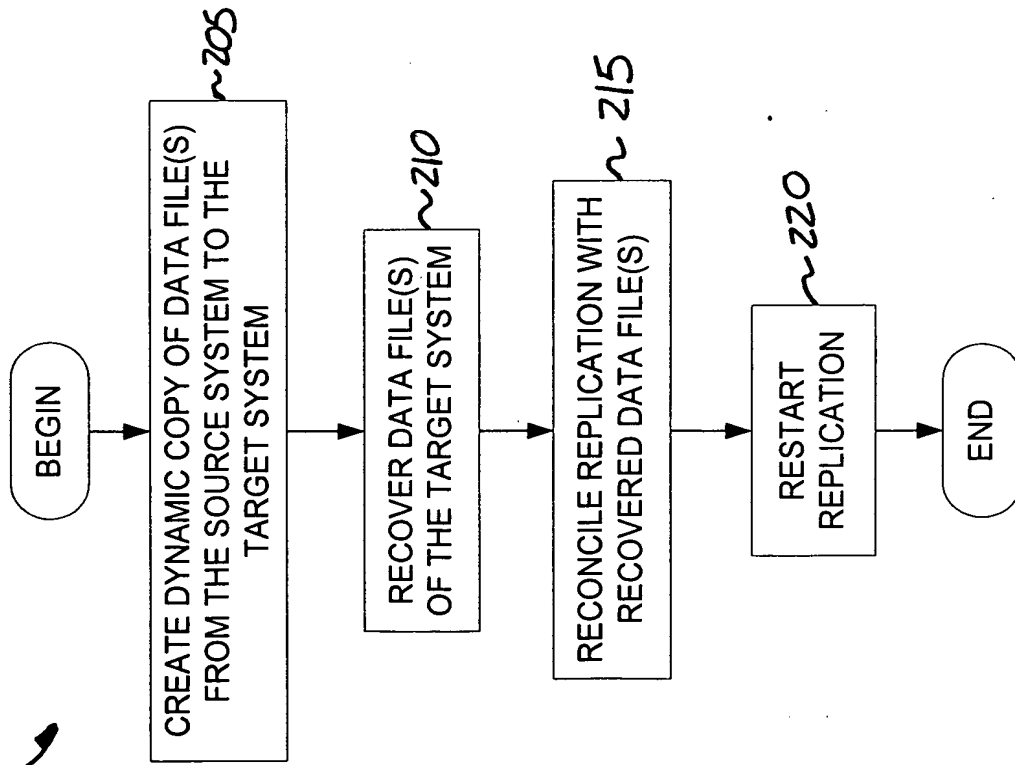 BEGIN
CREATE DYNAMIC COPY OF DATA FILE(S)
FROM THE SOURCE SYSTEM TO THE
TARGET SYSTEM
~205
RECOVER DATA FILE(S)
OF THE TARGET SYSTEM
~210
RECONCILE REPLICATION WITH
RECOVERED DATA FILE(S)
~215
RESTART
REPLICATION
~220
END